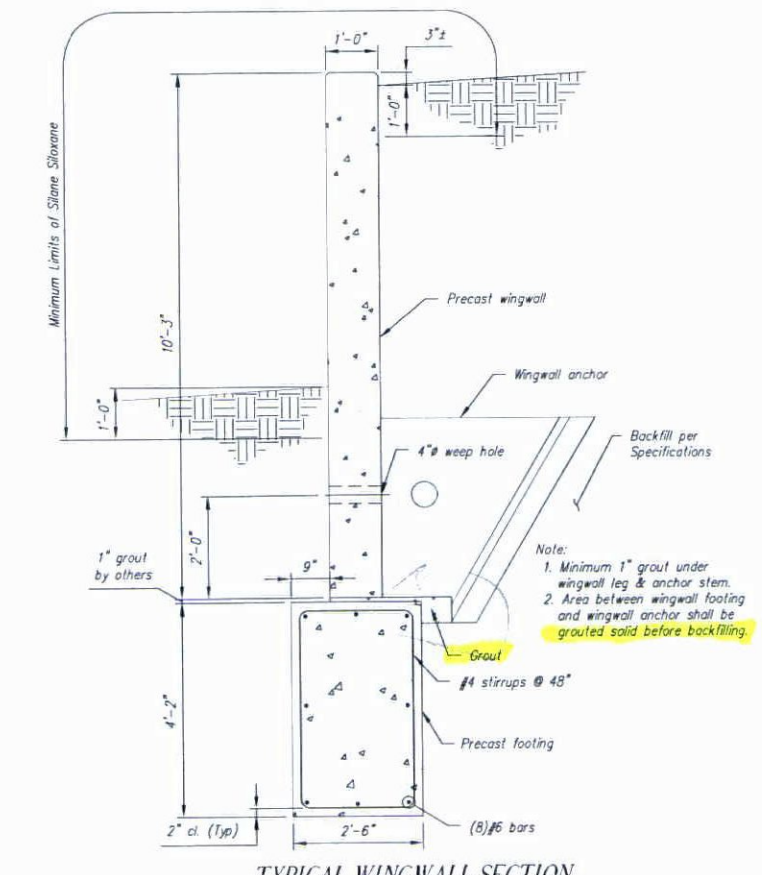 1'-0"
3"±
1'-0"
Minimum Limits of Silane Siloxane
10'-3"
Precast wingwall
Wingwall anchor
1'-0"
Backfill per
Specifications
4"ø weep hole
2'-0"
1" grout
by others
9"
Note:
1. Minimum 1" grout under
wingwall leg & anchor stem.
2. Area between wingwall footing
and wingwall anchor shall be
grouted solid before backfilling.
Grout
#4 stirrups @ 48"
4'-2"
Precast footing
2" cl. (Typ)
2'-6"
(8)#6 bars
TYPICAL WINGWALL SECTION